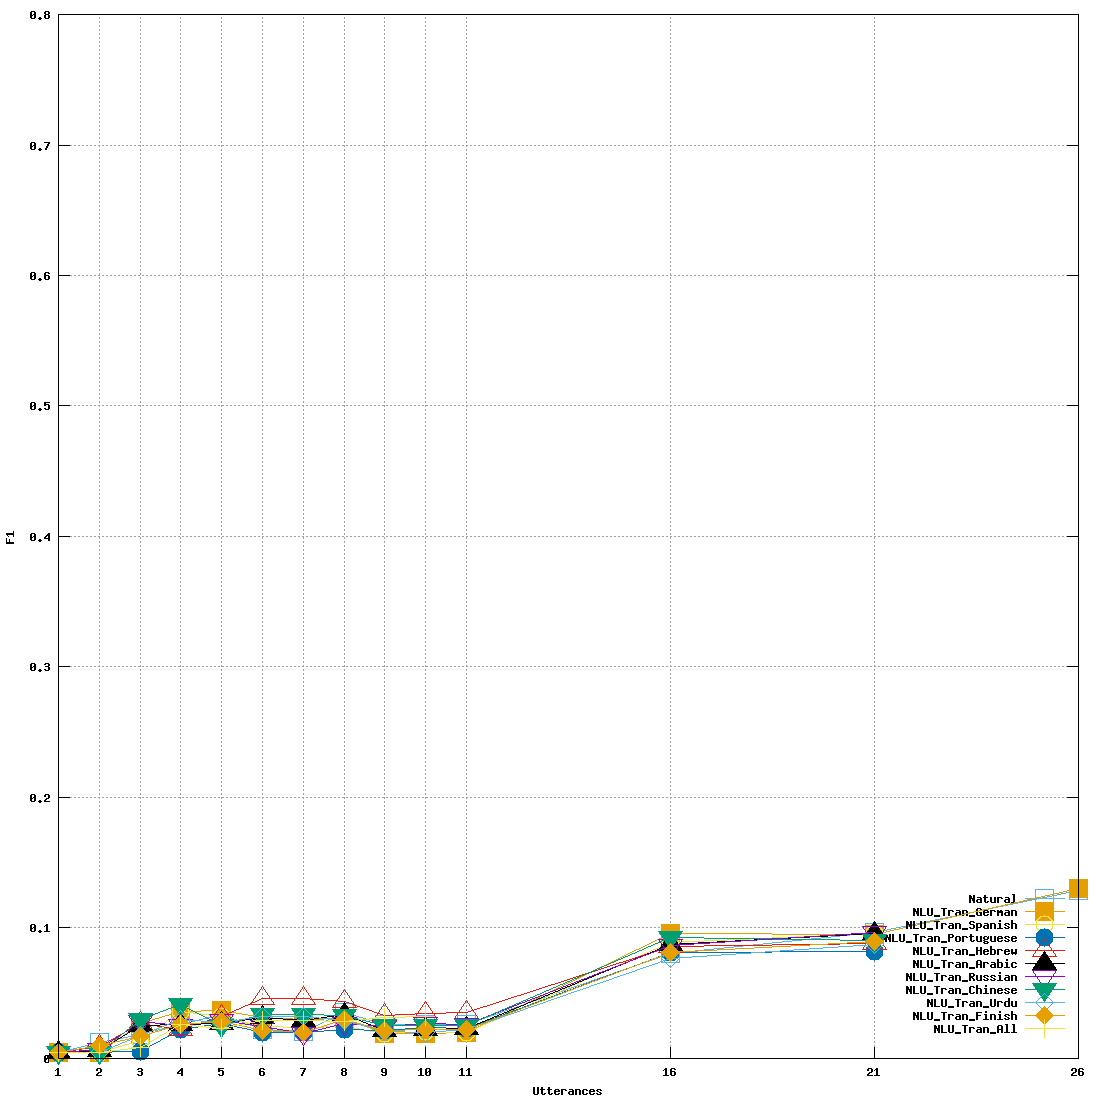 0.8
0.7
0.6
0.5
0.4
0.3
0.2
0.1
0
F1
Natural
NLU_Tran_German
NLU_Tran_Spanish
NLU_Tran_Portuguese
NLU_Tran_Hebrew
NLU_Tran_Arabic
NLU_Tran_Russian
NLU_Tran_Chinese
NLU_Tran_Urdu
NLU_Tran_Finish
NLU_Tran_All
1 2 3 4 5 6 7 8 9 10 11 16 21 26
Utterances